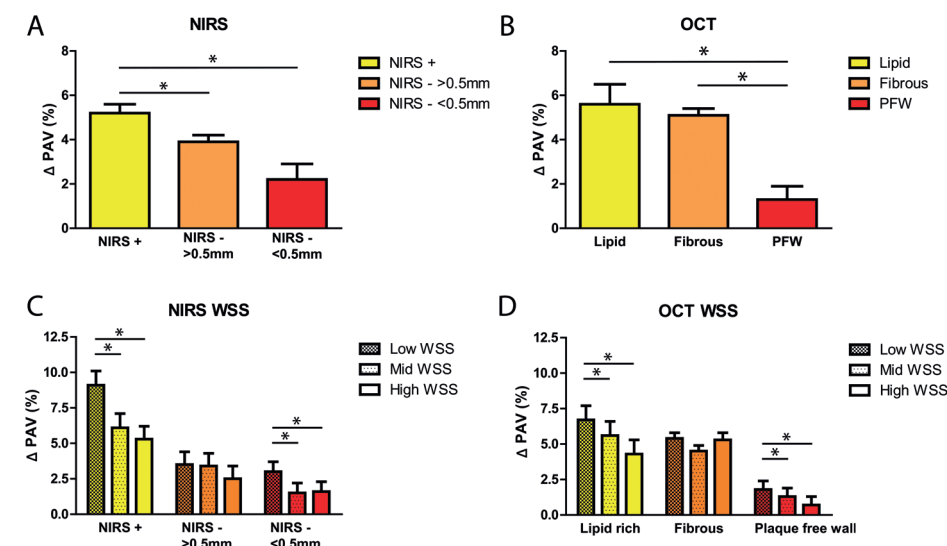 A
NIRS
8
6
4
2
0
Δ PAV (%)
*
*
NIRS +
NIRS -
>0.5mm
NIRS -
<0.5mm
NIRS +
NIRS - >0.5mm
NIRS - <0.5mm
B
OCT
8
6
4
2
0
Δ PAV (%)
*
*
Lipid
Fibrous
PFW
Lipid
Fibrous
PFW
C
NIRS WSS
12.5
10.0
7.5
5.0
2.5
0.0
Δ PAV (%)
*
*
*
*
NIRS +
NIRS -
>0.5mm
NIRS -
<0.5mm
Low WSS
Mid WSS
High WSS
D
OCT WSS
12.5
10.0
7.5
5.0
2.5
0.0
Δ PAV (%)
*
*
*
*
Lipid rich
Fibrous
Plaque free wall
Low WSS
Mid WSS
High WSS